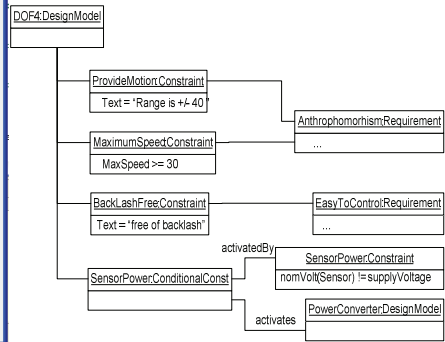 DOF4:DesignModel
ProvideMotion:Constraint
Text = "Range is +/- 40 "
Anthrophomorhism:Requirement
...
MaximumSpeed:Constraint
MaxSpeed >= 30
BackLashFree:Constraint
Text = "free of backlash"
EasyToControl:Requirement
...
activatedBy
SensorPower:Constraint
nomVolt(Sensor) != supplyVoltage
SensorPower:ConditionalConst
PowerConverter:DesignModel
activates